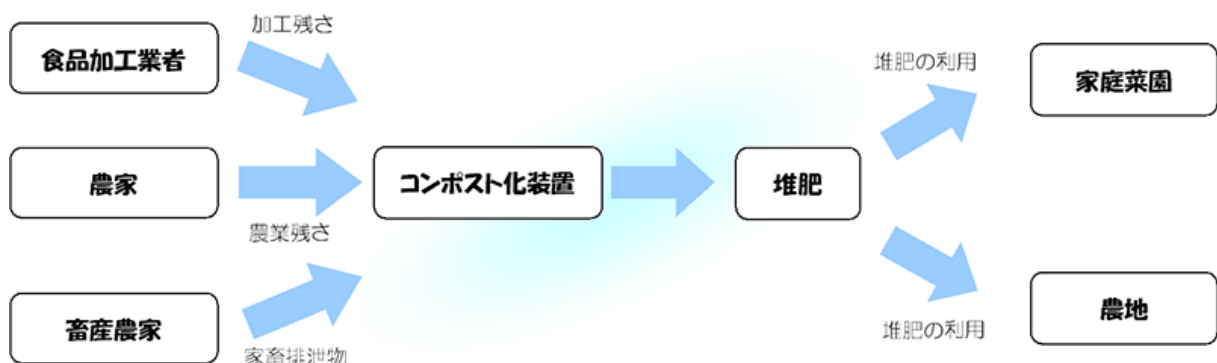 加工残さ
食品加工業者
農家
農業残さ
畜産農家
家畜排泄物
コンポスト化装置
堆肥
堆肥の利用
家庭菜園
堆肥の利用
農地